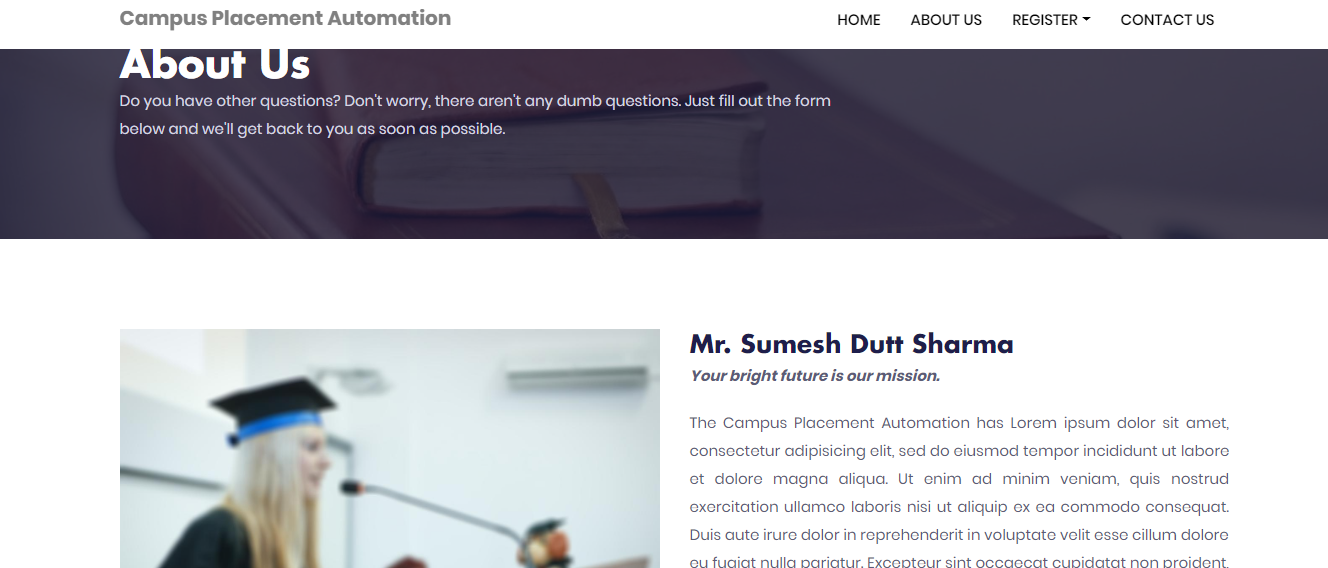 Campus Placement Automation
HOME ABOUT US REGISTER CONTACT US
About Us
Do you have other questions? Don't worry, there aren't any dumb questions. Just fill out the form
below and we'll get back to you as soon as possible.
Mr. Sumesh Dutt Sharma
Your bright future is our mission.
The Campus Placement Automation has Lorem ipsum dolor sit amet,
consectetur adipisicing elit, sed do eiusmod tempor incididunt ut labore
et dolore magna aliqua. Ut enim ad minim veniam, quis nostrud
exercitation ullamco laboris nisi ut aliquip ex ea commodo consequat.
Duis aute irure dolor in reprehenderit in voluptate velit esse cillum dolore
eu fugiat nulla pariatur. Excepteur sint occaecat cupidatat non proident,